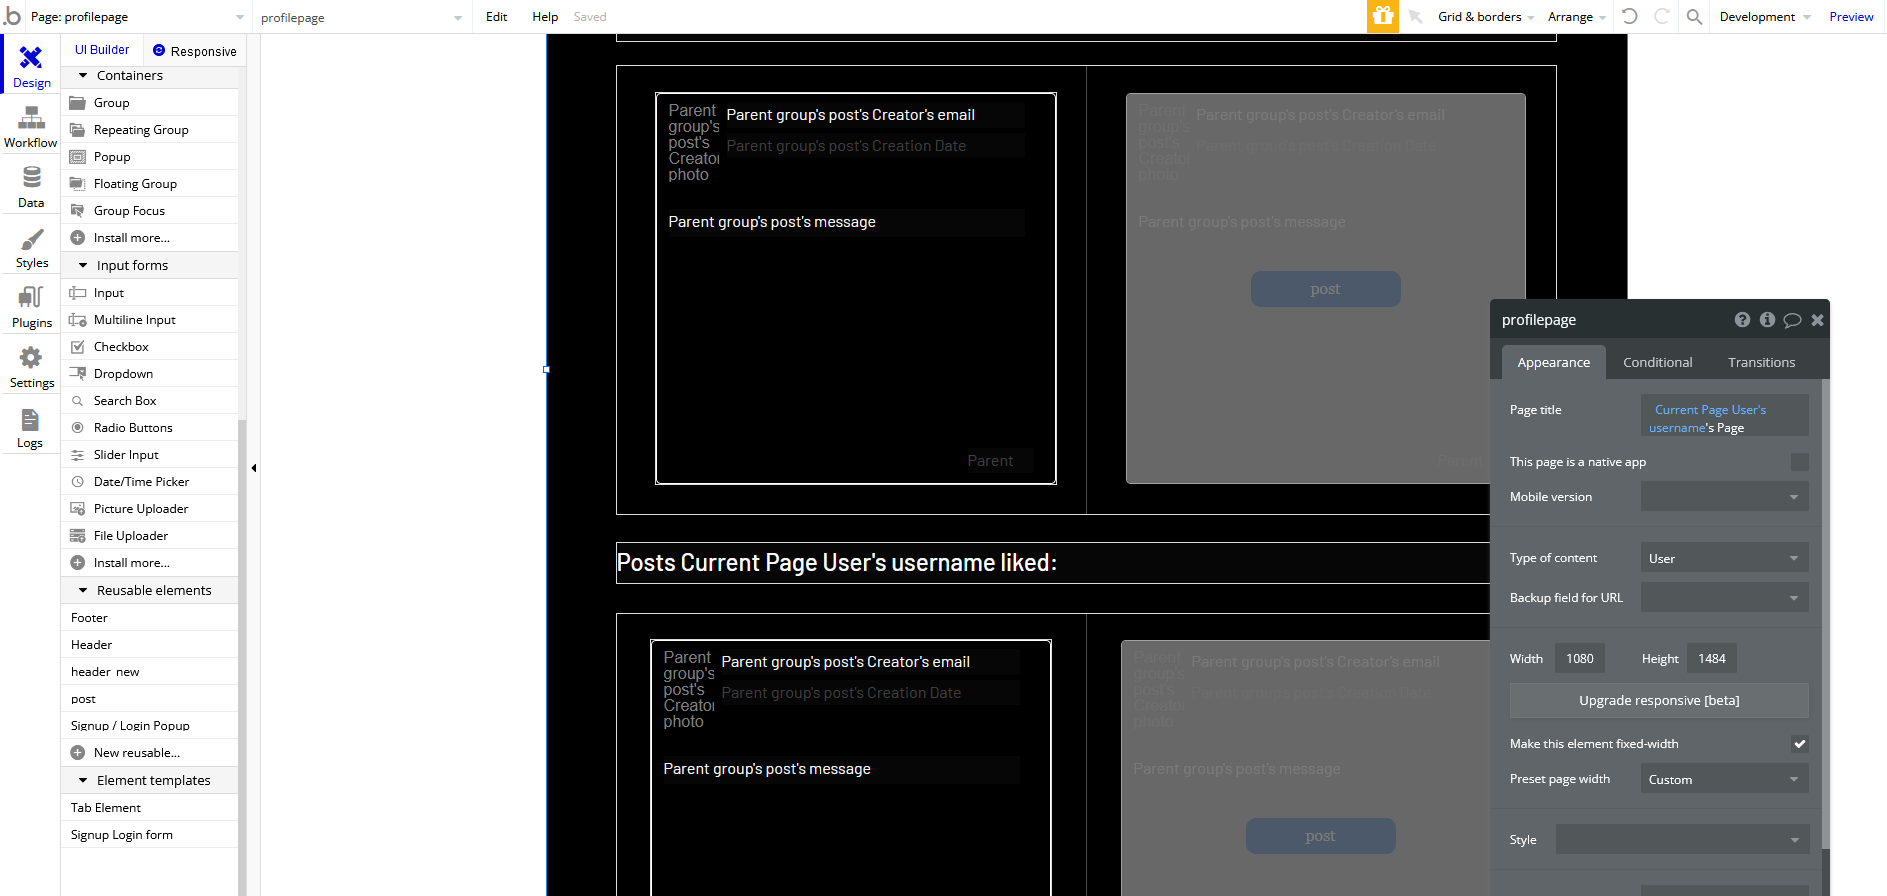 .b Page: profilepage
profilepage
Edit
Help
Saved
Grid & borders
Arrange
Development
Preview
UI Builder
Responsive
Design
Workflow
Data
Styles
Plugins
Settings
Logs
Containers
Group
Repeating Group
Popup
Floating Group
Group Focus
Install more...
Input forms
Input
Multiline Input
Checkbox
Dropdown
Search Box
Radio Buttons
Slider Input
Date/Time Picker
Picture Uploader
File Uploader
Install more...
Reusable elements
Footer
Header
header new
post
Signup / Login Popup
New reusable...
Element templates
Tab Element
Signup Login form
Parent
group's
post's
Creator
photo
Parent group's post's Creator's email
Parent group's post's Creation Date
Parent group's post's message
Parent
Parent
group's
post's
Creator
photo
Parent group's post's Creator's email
Parent group's post's Creation Date
Parent group's post's message
post
Parent
Posts Current Page User's username liked:
Parent
group's
post's
Creator
photo
Parent group's post's Creator's email
Parent group's post's Creation Date
Parent group's post's message
Parent
group's
post's
Creator
photo
Parent group's post's Creator's email
Parent group's post's Creation Date
Parent group's post's message
post
profilepage
Appearance
Conditional
Transitions
Page title
Current Page User's
username's Page
This page is a native app
Mobile version
Type of content
User
Backup field for URL
Width
1080
Height
1484
Upgrade responsive [beta]
Make this element fixed-width
Preset page width
Custom
Style